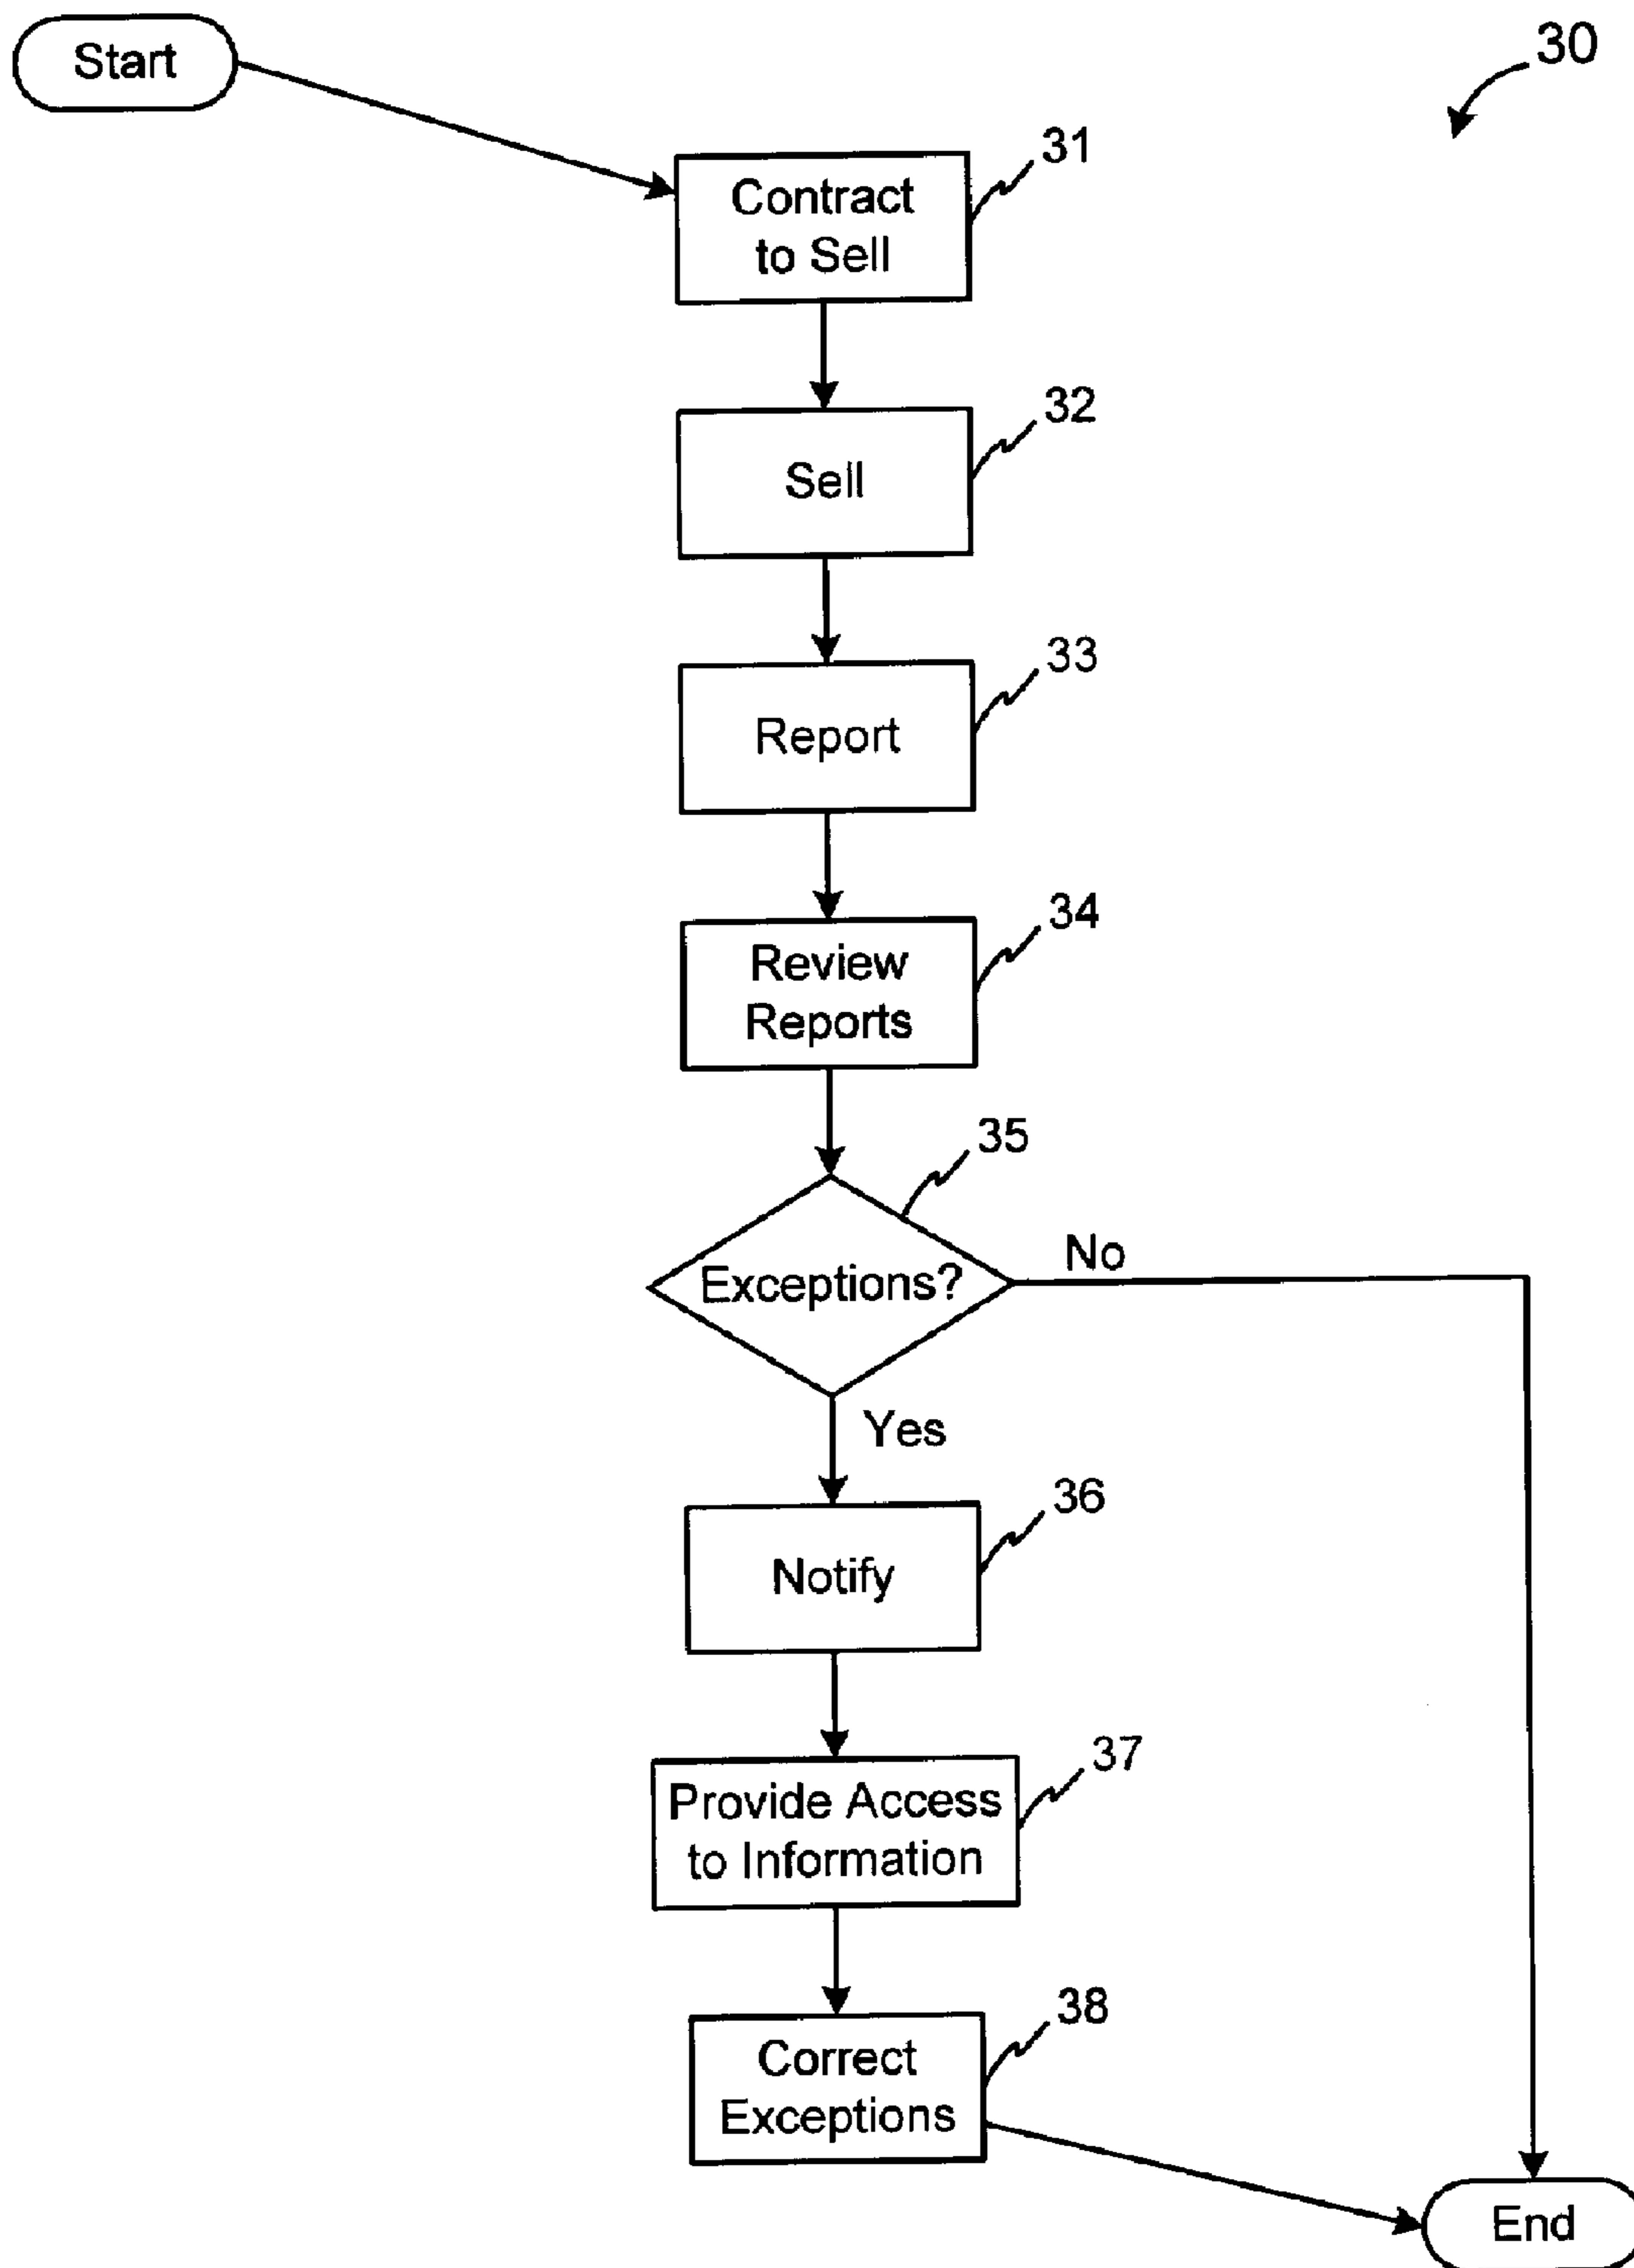 Start
30
31
Contract
to Sell
32
Sell
33
Report
34
Review
Reports
35
Exceptions?
No
Yes
36
Notify
37
Provide Access
to Information
38
Correct
Exceptions
End